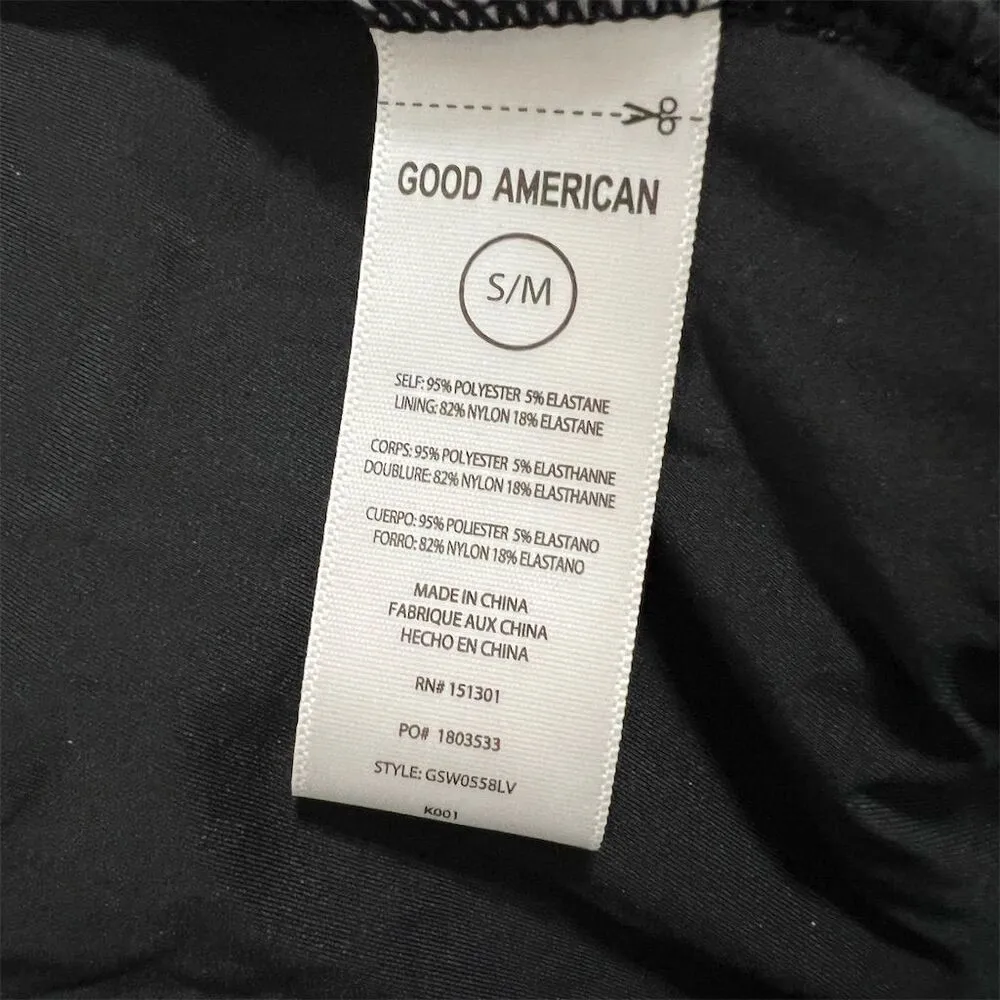 GOOD AMERICAN
S/M
SELF: 95% POLYESTER 5% ELASTANE
LINING: 82% NYLON 18% ELASTANE
CORPS: 95% POLYESTER 5% ELASTHANNE
DOUBLURE: 82% NYLON 18% ELASTHANNE
CUERPO: 95% POLIESTER 5% ELASTANO
FORRO: 82% NYLON 18% ELASTANO
MADE IN CHINA
FABRIQUE AUX CHINA
HECHO EN CHINA
RN# 151301
PO# 1803533
STYLE: GSW0558LV
K001